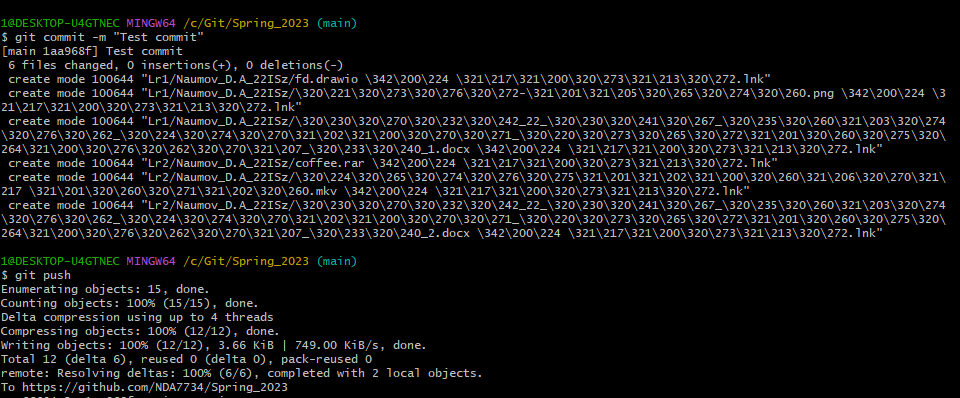 1@DESKTOP-U4GTNEC MINGW64 /c/Git/Spring_2023 (main)
$ git commit -m "Test commit"
[main 1aa968f] Test commit
 6 files changed, 0 insertions(+), 0 deletions(-)
 create mode 100644 "Lr1/Naumov_D.A_22ISz/fd.drawio \342\200\224 \321\217\321\200\320\273\321\213\320\272.lnk"
 create mode 100644 "Lr1/Naumov_D.A_22ISz/\320\221\320\273\320\276\320\272-\321\201\321\205\320\265\320\274\320\260.png \342\200\224 \3
21\217\321\200\320\273\321\213\320\272.lnk"
 create mode 100644 "Lr1/Naumov_D.A_22ISz/\320\230\320\270\320\232\320\242_22_\320\230\320\241\320\267_\320\235\320\260\321\203\320\274
\320\276\320\262_\320\224\320\274\320\270\321\202\321\200\320\270\320\271_\320\220\320\273\320\265\320\272\321\201\320\260\320\275\320\
264\321\200\320\276\320\262\320\270\321\207_\320\233\320\240_1.docx \342\200\224 \321\217\321\200\320\273\321\213\320\272.lnk"
 create mode 100644 "Lr2/Naumov_D.A_22ISz/coffee.rar \342\200\224 \321\217\321\200\320\273\321\213\320\272.lnk"
 create mode 100644 "Lr2/Naumov_D.A_22ISz/\320\224\320\265\320\274\320\276\320\275\321\201\321\202\321\200\320\260\321\206\320\270\321\
217 \321\201\320\260\320\271\321\202\320\260.mkv \342\200\224 \321\217\321\200\320\273\321\213\320\272.lnk"
 create mode 100644 "Lr2/Naumov_D.A_22ISz/\320\230\320\270\320\232\320\242_22_\320\230\320\241\320\267_\320\235\320\260\321\203\320\274
\320\276\320\262_\320\224\320\274\320\270\321\202\321\200\320\270\320\271_\320\220\320\273\320\265\320\272\321\201\320\260\320\275\320\
264\321\200\320\276\320\262\320\270\321\207_\320\233\320\240_2.docx \342\200\224 \321\217\321\200\320\273\321\213\320\272.lnk"
1@DESKTOP-U4GTNEC MINGW64 /c/Git/Spring_2023 (main)
$ git push
Enumerating objects: 15, done.
Counting objects: 100% (15/15), done.
Delta compression using up to 4 threads
Compressing objects: 100% (12/12), done.
Writing objects: 100% (12/12), 3.66 KiB | 749.00 KiB/s, done.
Total 12 (delta 6), reused 0 (delta 0), pack-reused 0
remote: Resolving deltas: 100% (6/6), completed with 2 local objects.
To https://github.com/NDA7734/Spring_2023